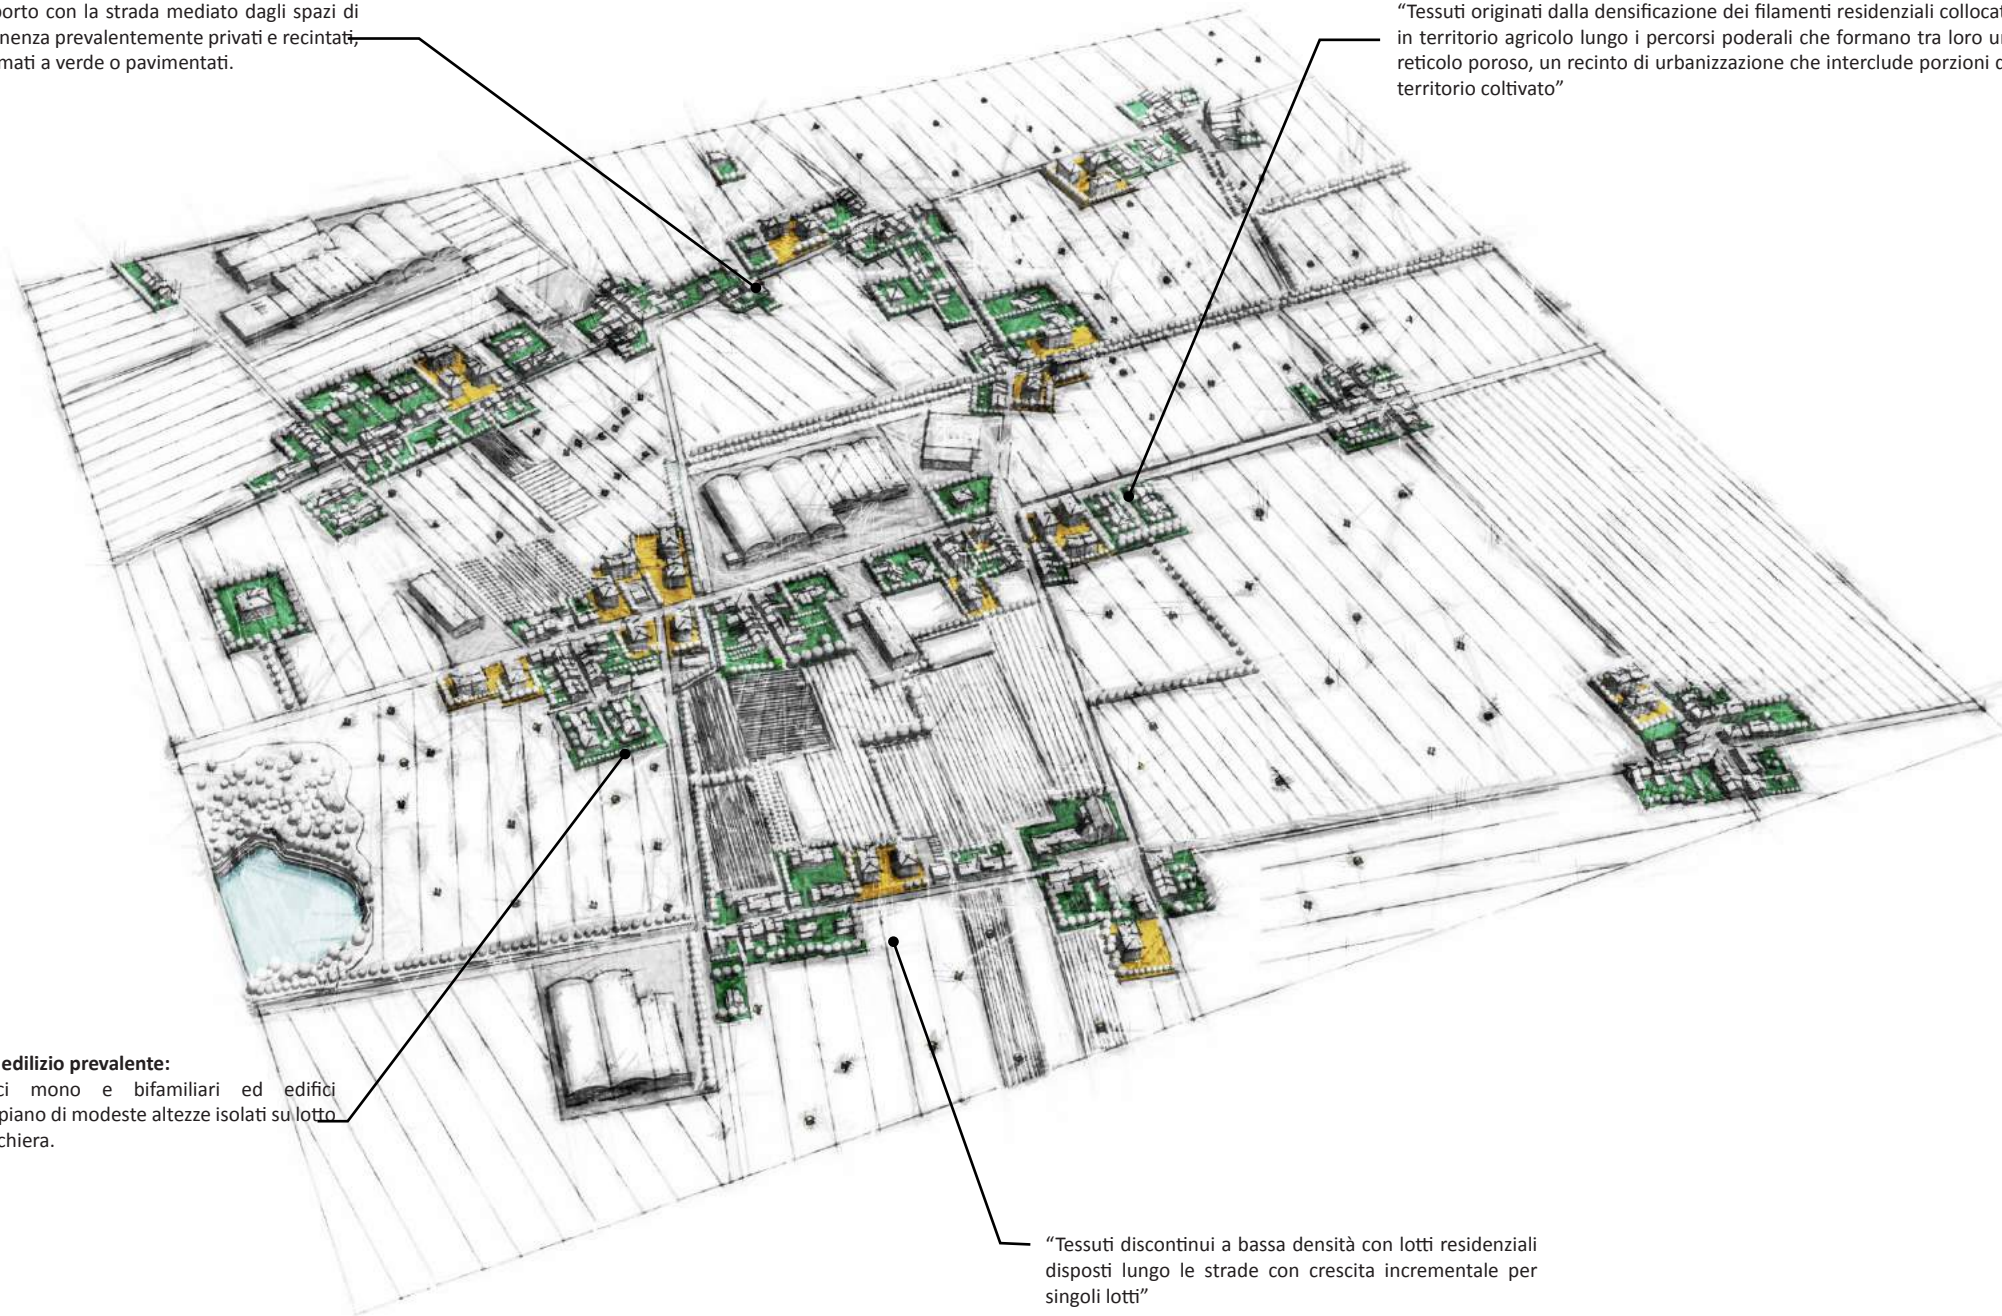 porto con la strada mediato dagli spazi di
nenza prevalentemente privati e recintati,
mati a verde o pavimentati.
“Tessuti originati dalla densificazione dei filamenti residenziali collocat
in territorio agricolo lungo i percorsi poderali che formano tra loro un
reticolo poroso, un recinto di urbanizzazione che interclude porzioni d
territorio coltivato”
edilizio prevalente:
ci mono e bifamiliari ed edifici
piano di modeste altezze isolati su lotto
chiera.
“Tessuti discontinui a bassa densità con lotti residenziali
disposti lungo le strade con crescita incrementale per
singoli lotti”